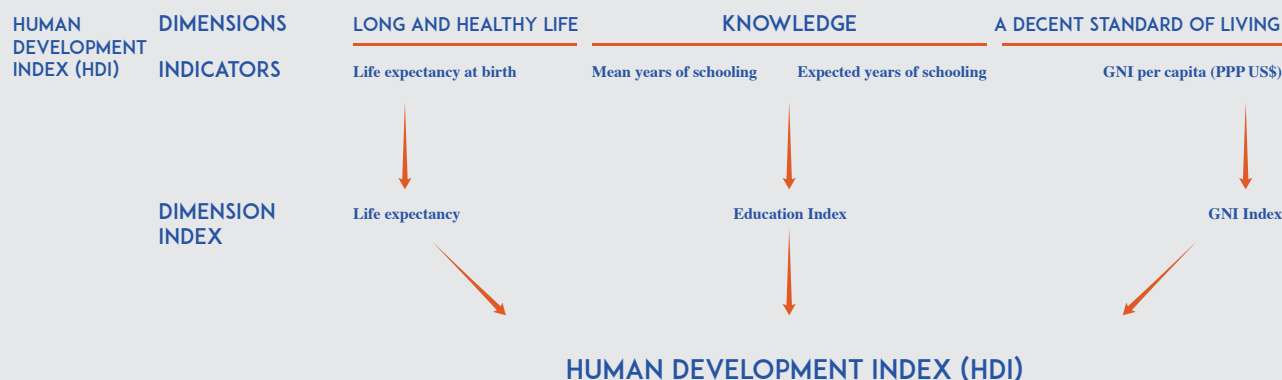 HUMAN
DEVELOPMENT
INDEX (HDI)
DIMENSIONS
LONG AND HEALTHY LIFE
KNOWLEDGE
A DECENT STANDARD OF LIVING
INDICATORS
Life expectancy at birth
Mean years of schooling
Expected years of schooling
GNI per capita (PPP US$)
DIMENSION
INDEX
Life expectancy
Education Index
GNI Index
HUMAN DEVELOPMENT INDEX (HDI)